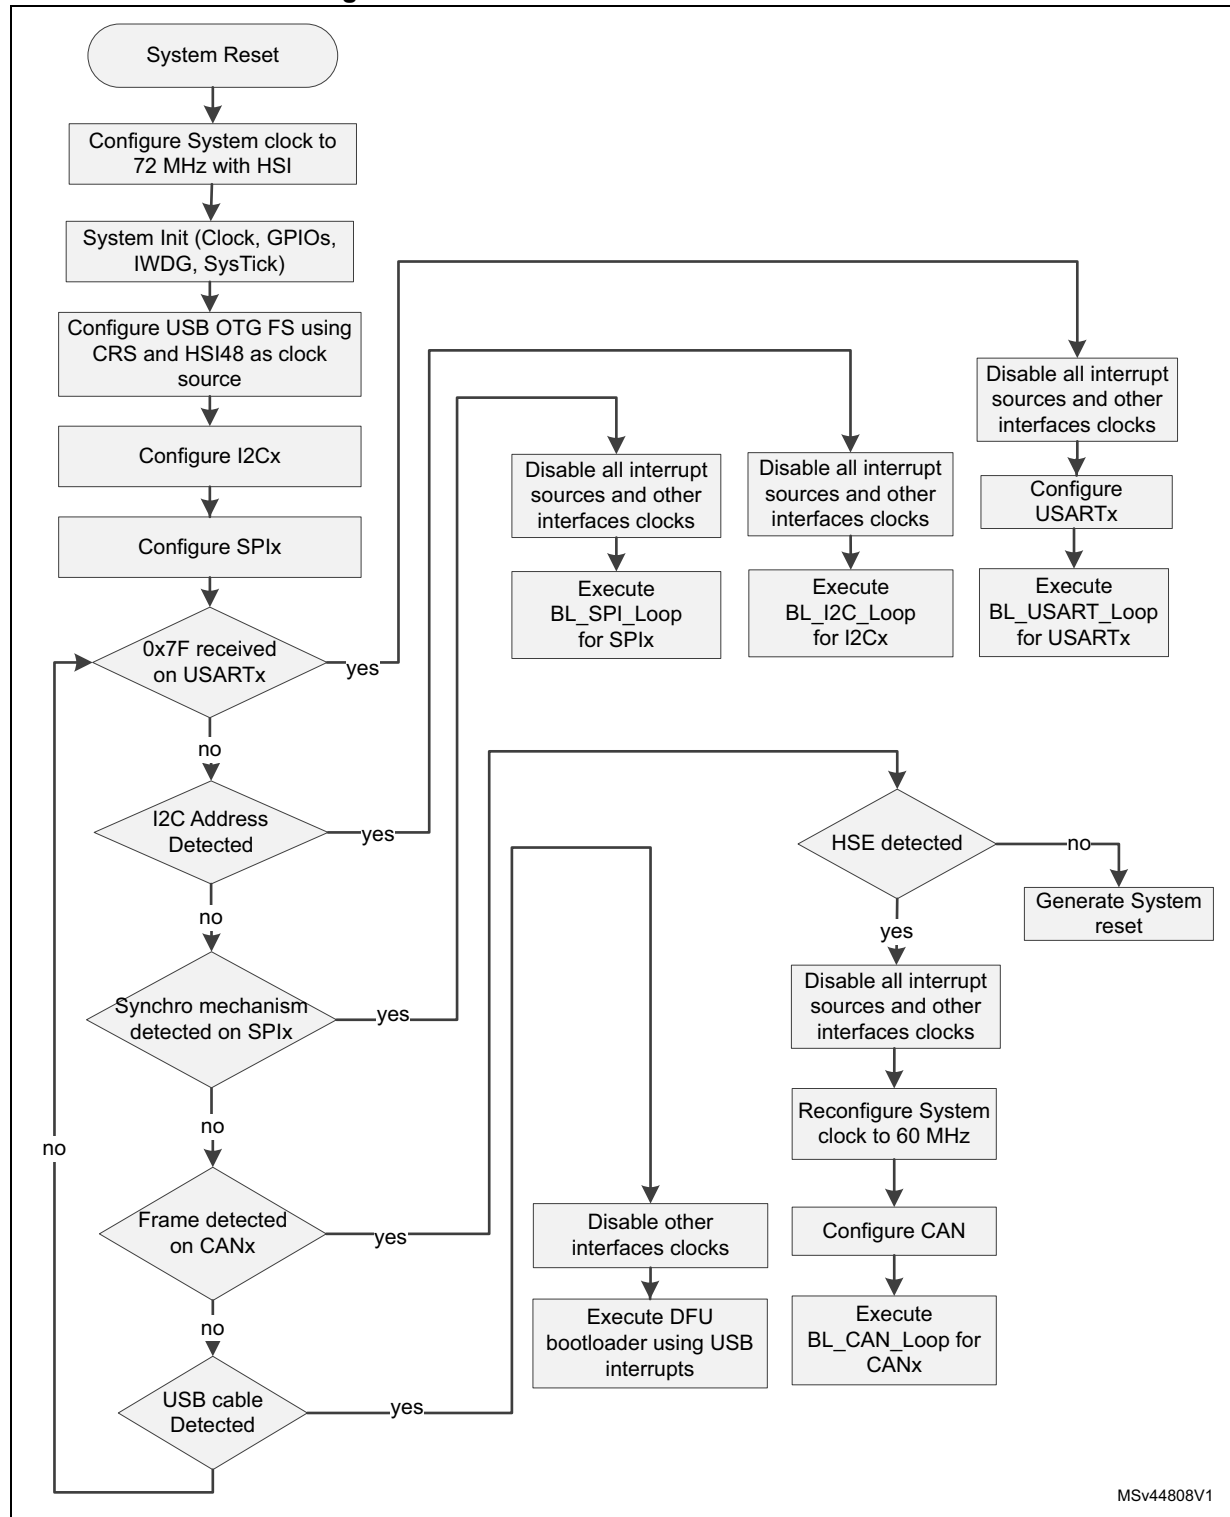 System Reset
Configure System clock to
72 MHz with HSI
System Init (Clock, GPIOs,
IWDG, SysTick)
Configure USB OTG FS using
CRS and HSI48 as clock
source
Configure I2Cx
Configure SPIx
0x7F received
on USARTx
yes
no
I2C Address
Detected
yes
no
Synchro mechanism
detected on SPIx
yes
no
Frame detected
on CANx
yes
no
USB cable
Detected
yes
no
Disable all interrupt
sources and other
interfaces clocks
Execute
BL_SPI_Loop
for SPIx
Disable all interrupt
sources and other
interfaces clocks
Execute
BL_I2C_Loop
for I2Cx
Disable all interrupt
sources and other
interfaces clocks
Configure
USARTx
Execute
BL_USART_Loop
for USARTx
HSE detected
no
Generate System
reset
yes
Disable all interrupt
sources and other
interfaces clocks
Reconfigure System
clock to 60 MHz
Configure CAN
Execute
BL_CAN_Loop for
CANx
Disable other
interfaces clocks
Execute DFU
bootloader using USB
interrupts
MSv44808V1